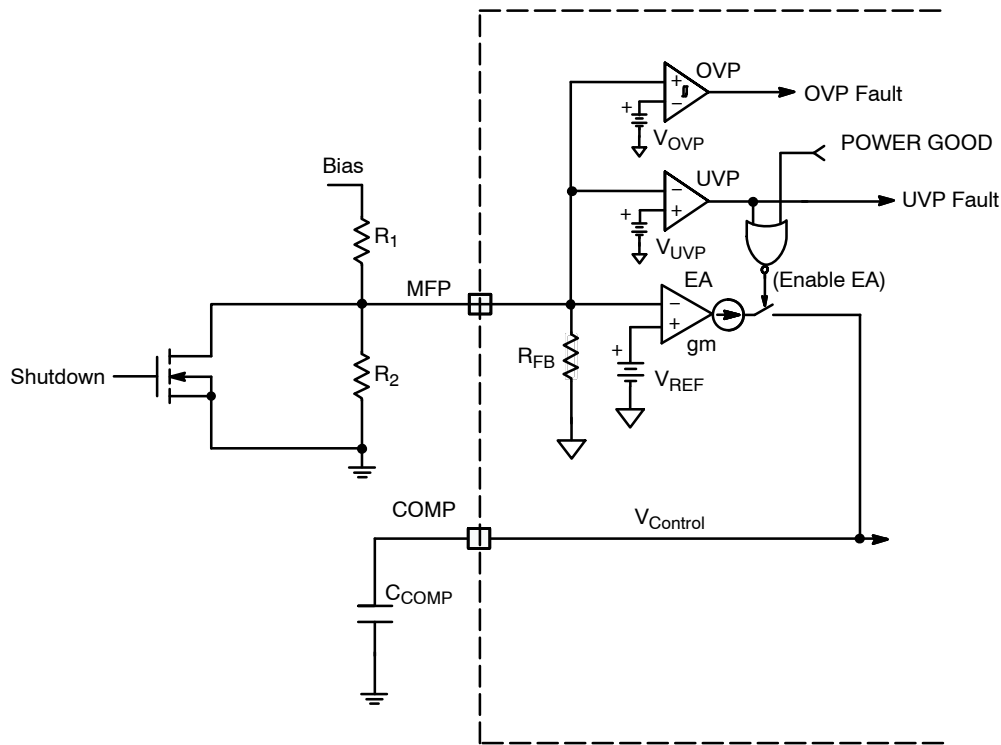 OVP
OVP Fault
+
−
+
V_OVP
POWER GOOD
Bias
UVP
UVP Fault
−
+
+
V_UVP
R_1
(Enable EA)
EA
MFP
−
+
gm
+
R_FB
V_REF
Shutdown
R_2
COMP
V_Control
C_COMP